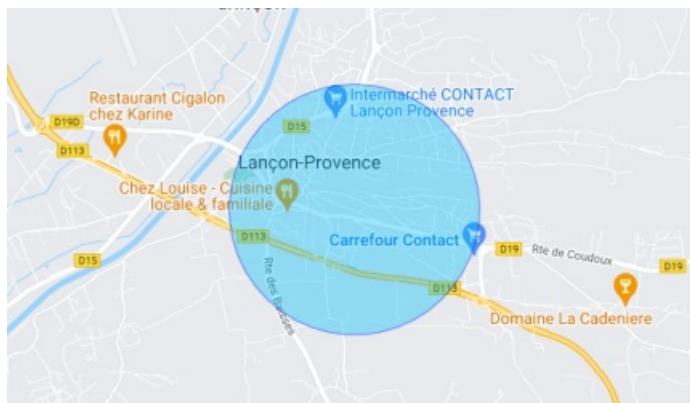 Restaurant Cigalon
chez Karine
Intermarché CONTACT
Lançon Provence
D19D
D15
D113
Lançon-Provence
Chez Louise - Cuisine
locale & familiale
D113
Carrefour Contact
D19
Rte de Coudoux
D19
D15
Rte des Baïsses
D113
Domaine La Cadeniere